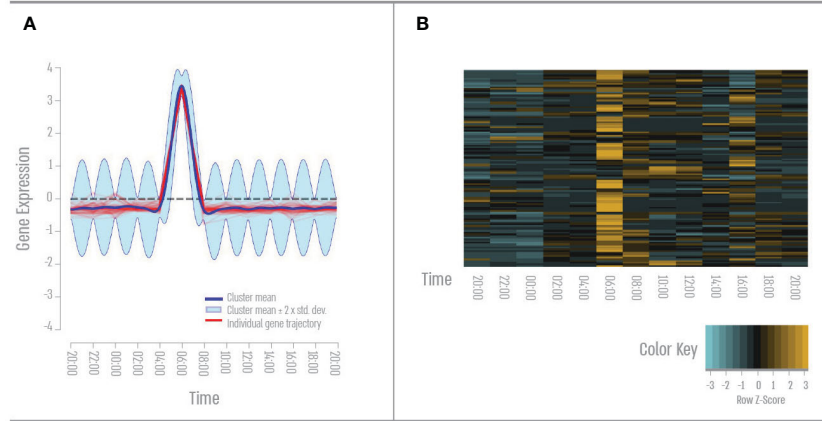 A
4
3
2
1
0
-1
-2
-3
-4
Gene Expression
Cluster mean
Cluster mean ± 2 x std. dev.
Individual gene trajectory
20:00 22:00 00:00 02:00 04:00 06:00 08:00 10:00 12:00 14:00 16:00 18:00 20:00
Time
B
Time
20:00 22:00 00:00 02:00 04:00 06:00 08:00 10:00 12:00 14:00 16:00 18:00 20:00
Color Key
-3 -2 -1 0 1 2 3
Row Z-Score